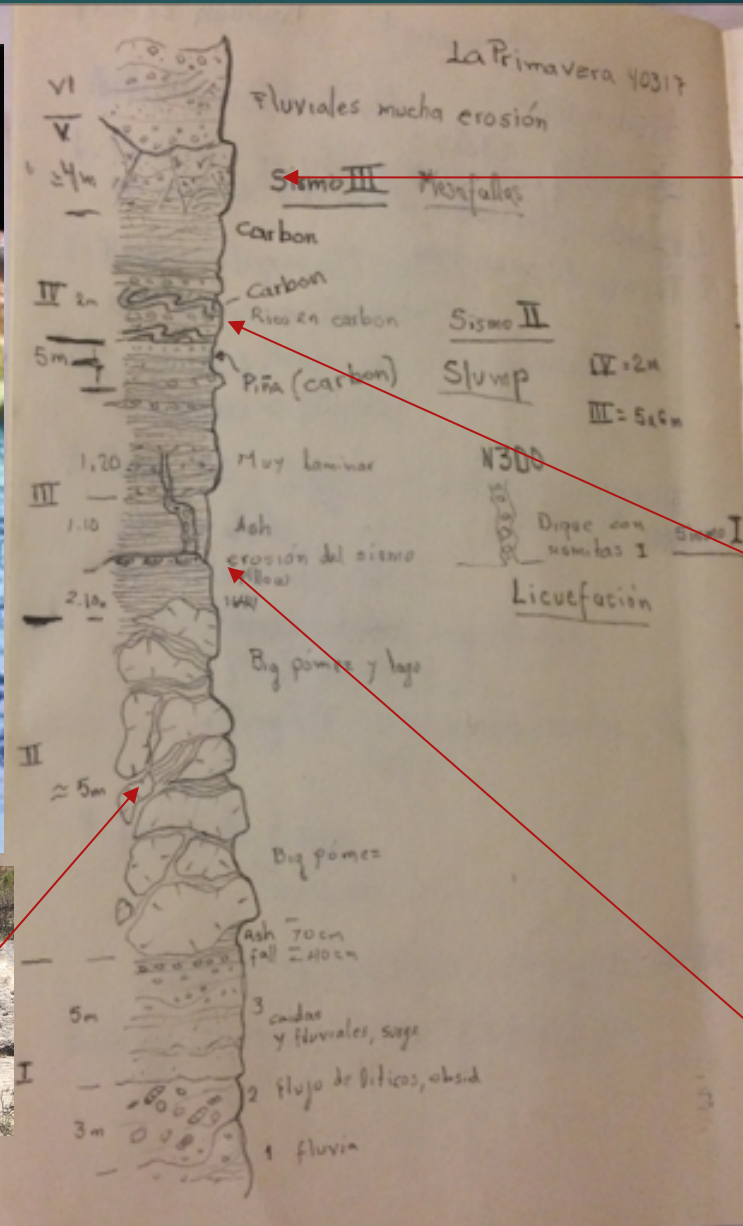 La Primavera 40317
VI
Fluviales mucha erosión
V
≃4m
Sismo III Mesofallas
Carbon
Carbon
IV 2m
Rico en carbon Sismo II
5m
Piña (carbon) Slump IV=2m
III= 5a6m
1.20 Muy Laminar N300
III
1.10 Ash Dique con Sismo I
erosión del sismo I
2.10
Licuefación
Big pómez y lago
II
≃ 5m
Big pómez
Ash 70cm
fall 40cm
5m 3 caidas
y fluviales, surge
I
2 flujo de liticos, obsid
3m
1 fluvia